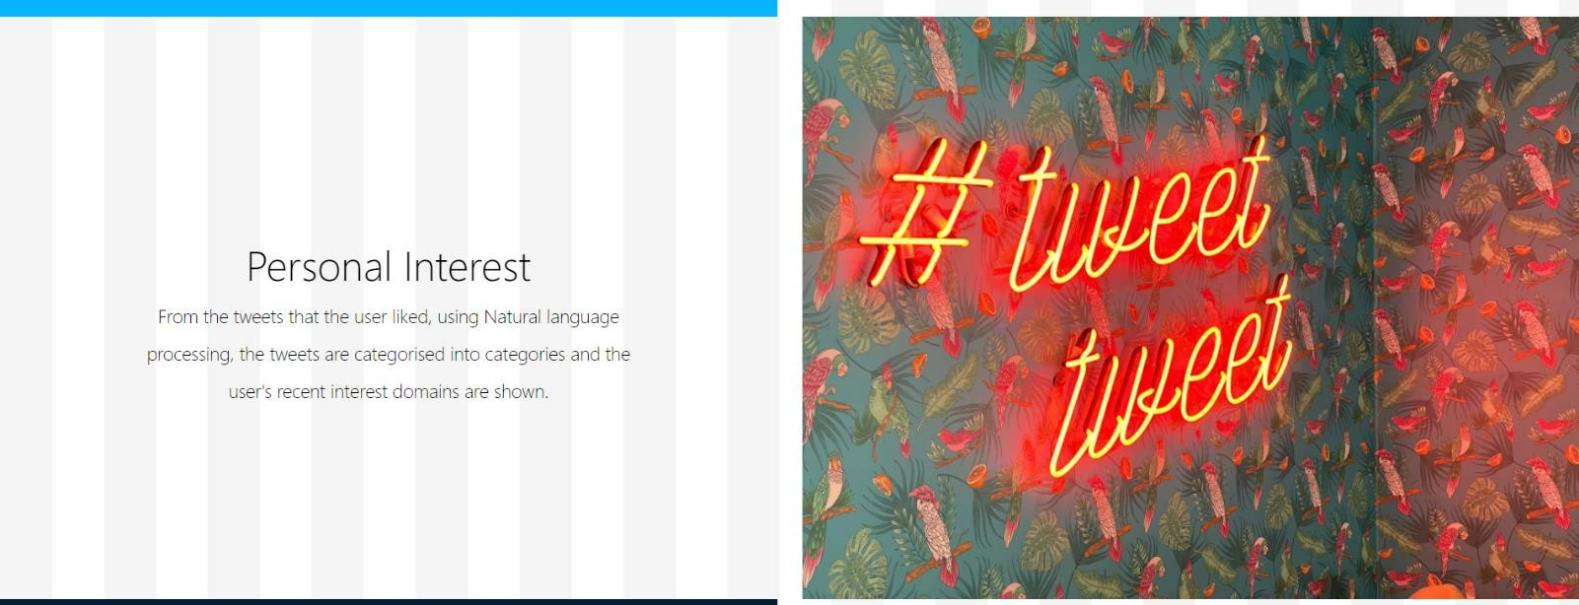 Personal Interest
From the tweets that the user liked, using Natural language
processing, the tweets are categorised into categories and the
user's recent interest domains are shown.
#tweet
tweet